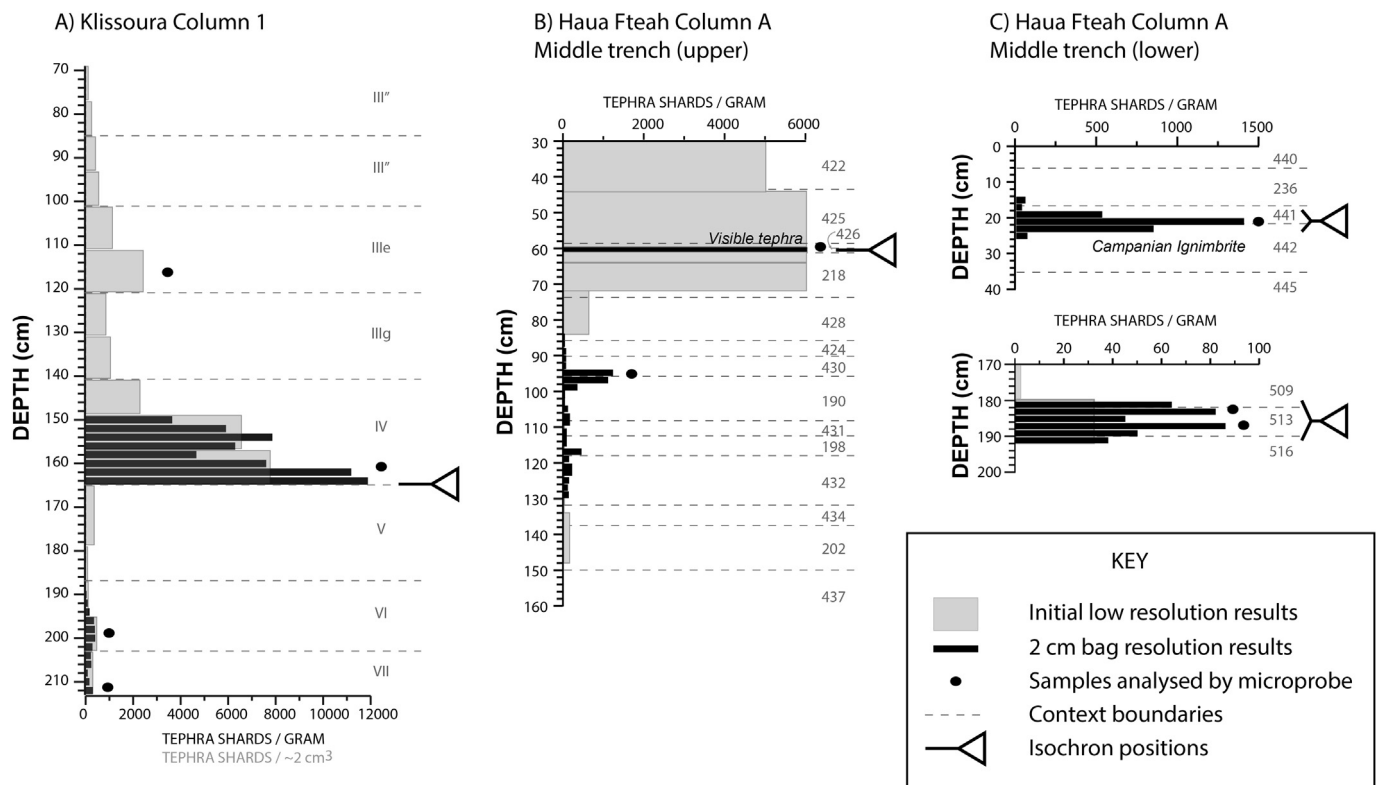 A) Klissoura Column 1
70
80
90
100
110
120
130
140
150
160
170
180
190
200
210
DEPTH (cm)
III″
III″
IIIe
IIIg
IV
V
VI
VII
0 2000 4000 6000 8000 10000 12000
TEPHRA SHARDS / GRAM
TEPHRA SHARDS / ~2 cm3
B) Haua Fteah Column A
Middle trench (upper)
TEPHRA SHARDS / GRAM
0 2000 4000 6000
30
40
50
60
70
80
90
100
110
120
130
140
150
160
DEPTH (cm)
422
425
426
Visible tephra
218
428
424
430
190
431
198
432
434
202
437
C) Haua Fteah Column A
Middle trench (lower)
TEPHRA SHARDS / GRAM
0 500 1000 1500
0
10
20
30
40
DEPTH (cm)
440
236
441
Campanian Ignimbrite
442
445
TEPHRA SHARDS / GRAM
0 20 40 60 80 100
170
180
190
200
DEPTH (cm)
509
513
516
KEY
Initial low resolution results
2 cm bag resolution results
Samples analysed by microprobe
Context boundaries
Isochron positions